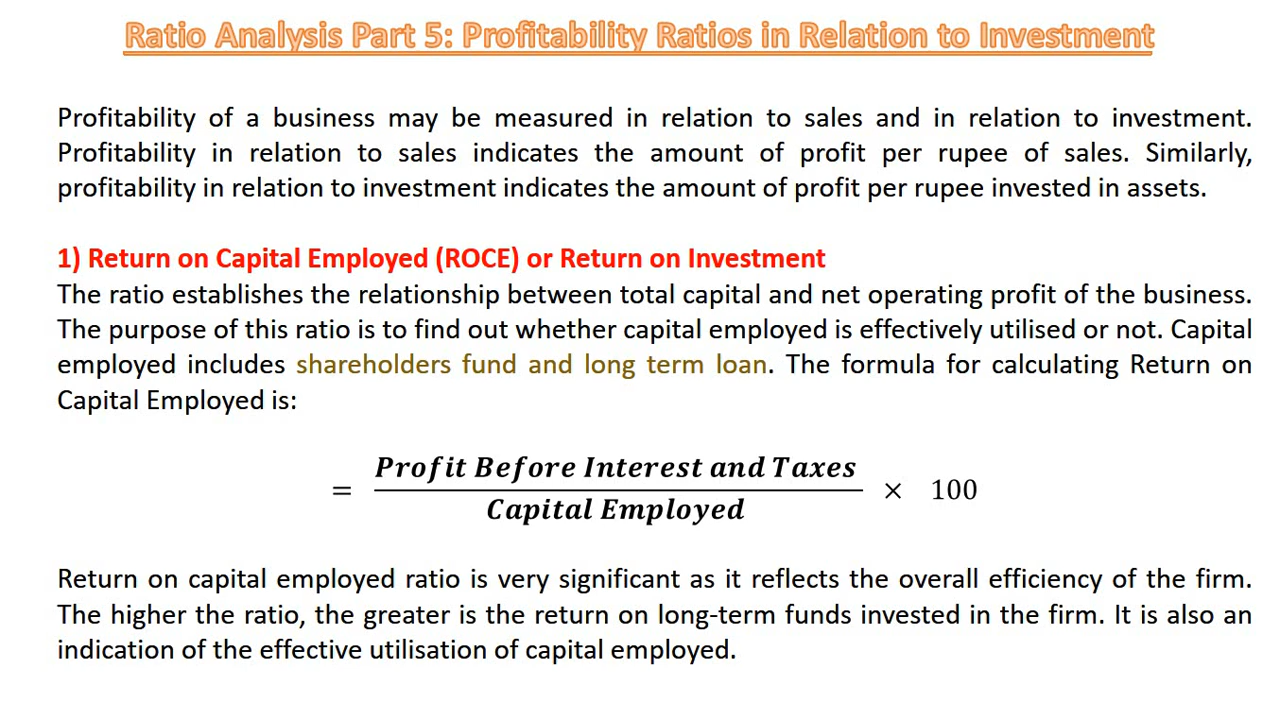 Ratio Analysis Part 5: Profitability Ratios in Relation to Investment
Profitability of a business may be measured in relation to sales and in relation to investment.
Profitability in relation to sales indicates the amount of profit per rupee of sales. Similarly,
profitability in relation to investment indicates the amount of profit per rupee invested in assets.
1) Return on Capital Employed (ROCE) or Return on Investment
The ratio establishes the relationship between total capital and net operating profit of the business.
The purpose of this ratio is to find out whether capital employed is effectively utilised or not. Capital
employed includes shareholders fund and long term loan. The formula for calculating Return on
Capital Employed is:
Profit Before Interest and Taxes
= × 100
Capital Employed
Return on capital employed ratio is very significant as it reflects the overall efficiency of the firm.
The higher the ratio, the greater is the return on long-term funds invested in the firm. It is also an
indication of the effective utilisation of capital employed.